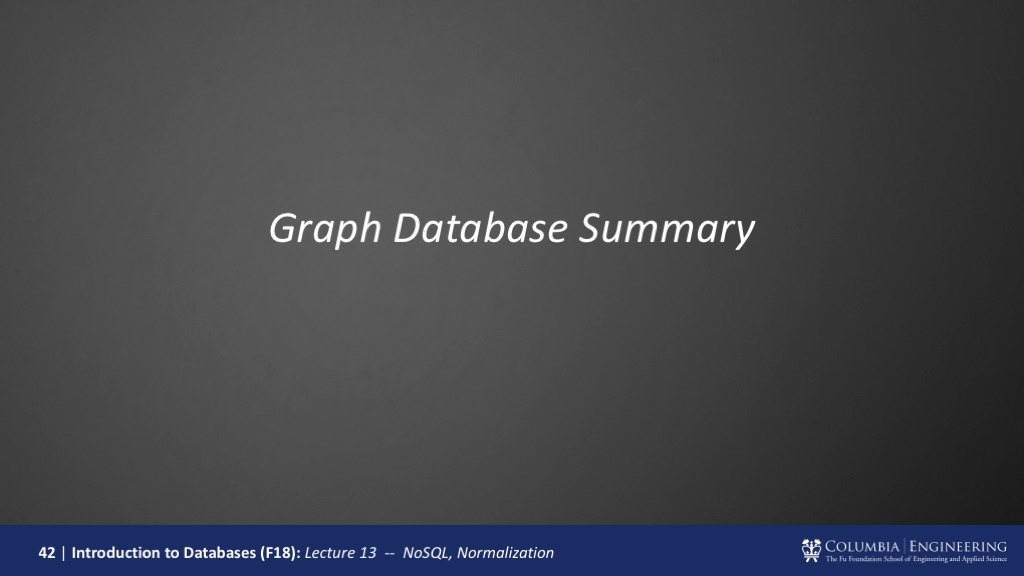 Graph Database Summary
42 | Introduction to Databases (F18): Lecture 13 -- NoSQL, Normalization
COLUMBIA | ENGINEERING
The Fu Foundation School of Engineering and Applied Science